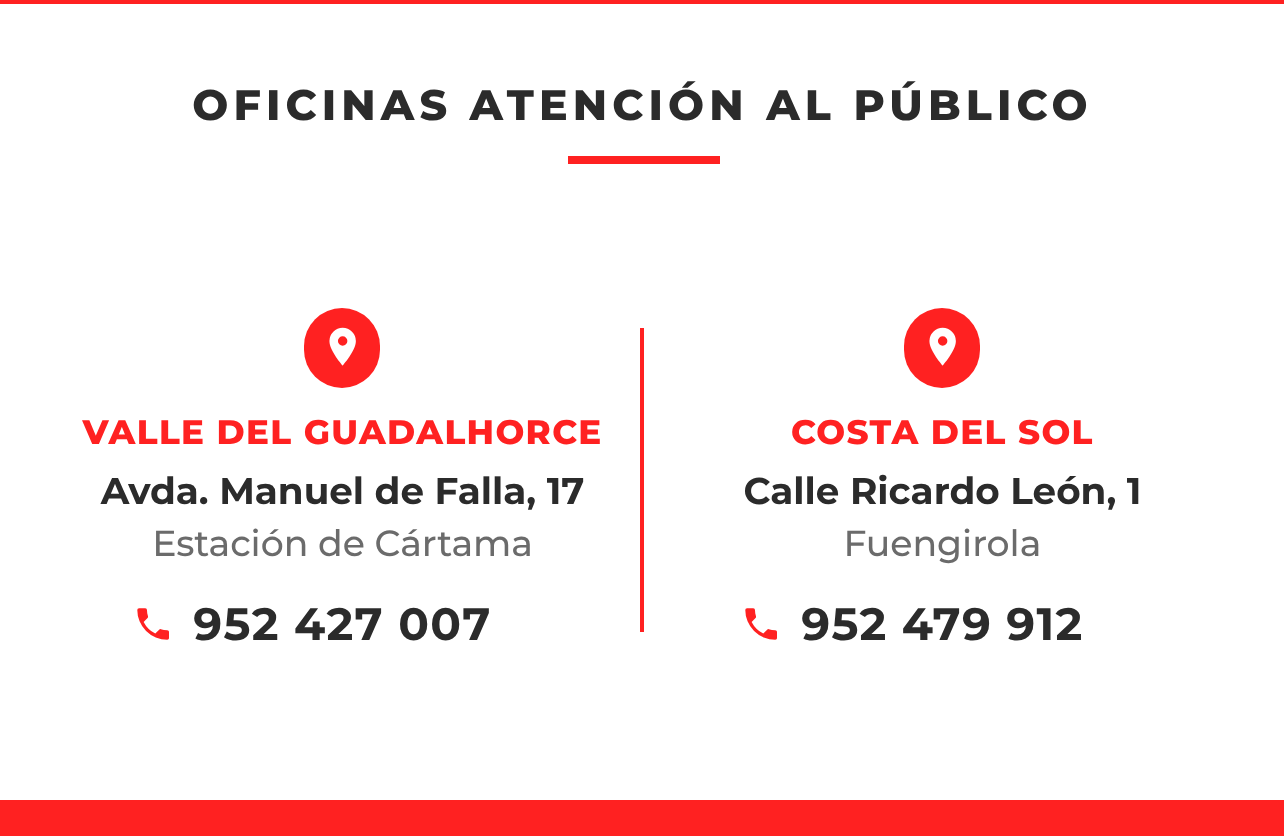 OFICINAS ATENCIÓN AL PÚBLICO
VALLE DEL GUADALHORCE
Avda. Manuel de Falla, 17
Estación de Cártama
952 427 007
COSTA DEL SOL
Calle Ricardo León, 1
Fuengirola
952 479 912